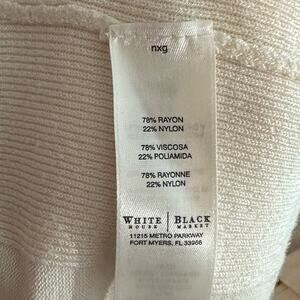 nxg
78% RAYON
22% NYLON
78% VISCOSA
22% POLIAMIDA
78% RAYONNE
22% NYLON
WHITE | BLACK
HOUSE | MARKET
11215 METRO PARKWAY
FORT MYERS, FL 33966